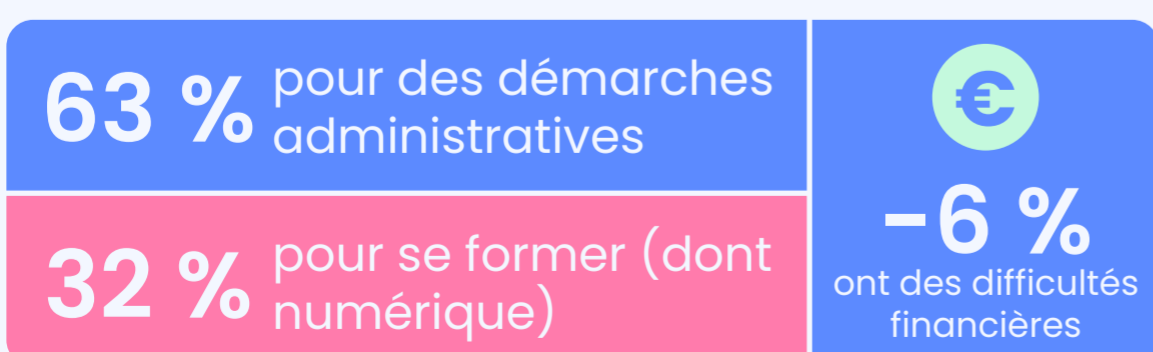 63 % pour des démarches
administratives
32 % pour se former (dont
numérique)
€
-6 %
ont des difficultés
financières